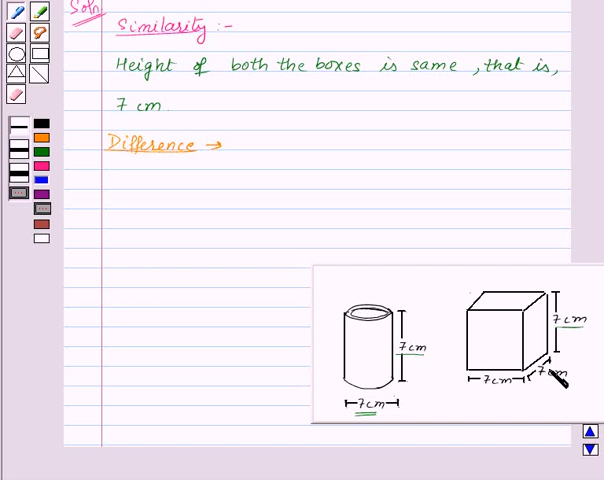 Soln
Similarity :-
Height of both the boxes is same, that is,
7 cm.
Difference →
7cm
7cm
7cm
7cm
7cm